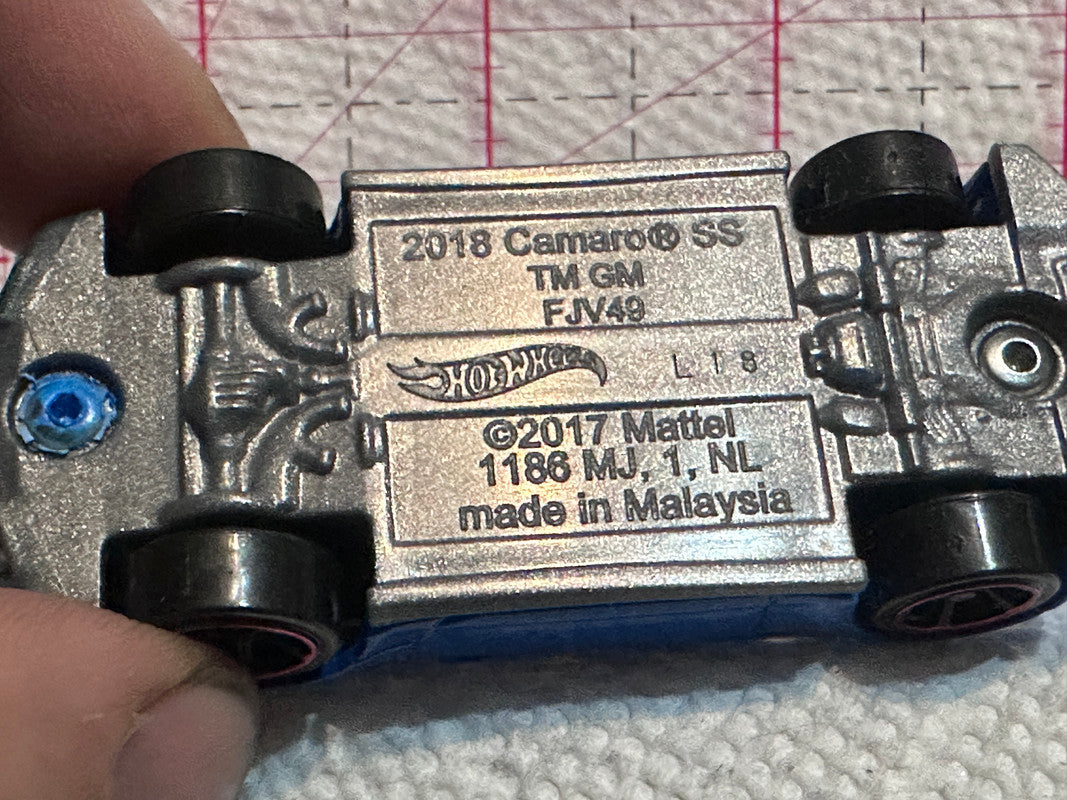 2018 Camaro® SS
TM GM
FJV49
HOT WHEELS L18
©2017 Mattel
1186 MJ, 1, NL
made in Malaysia